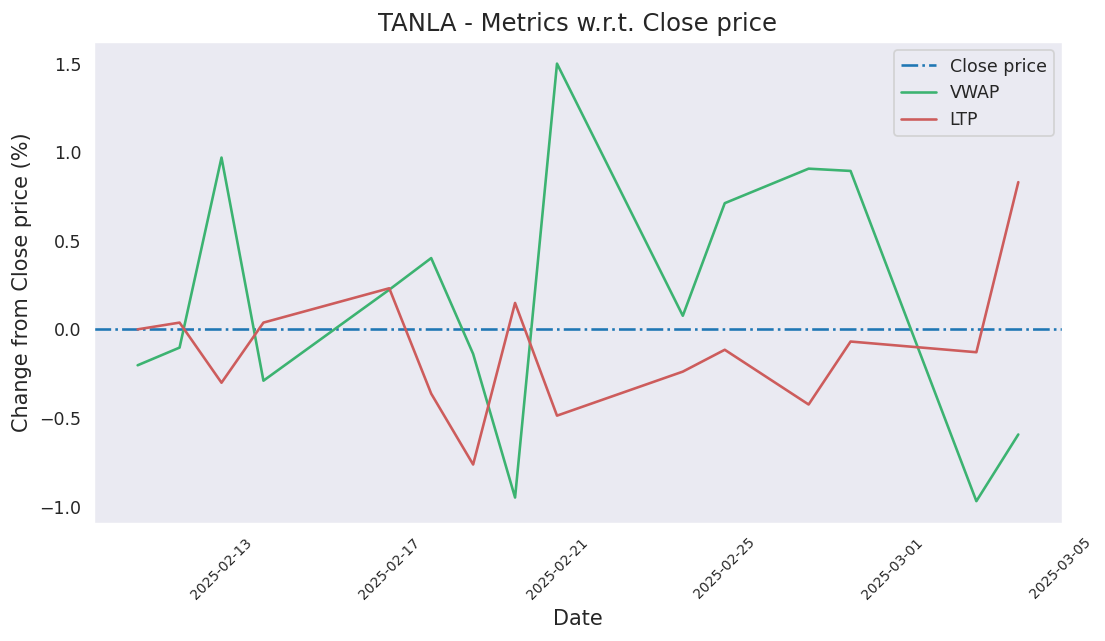 TANLA - Metrics w.r.t. Close price
Close price
VWAP
LTP
Change from Close price (%)
1.5
1.0
0.5
0.0
−0.5
−1.0
2025-02-13
2025-02-17
2025-02-21
2025-02-25
2025-03-01
2025-03-05
Date